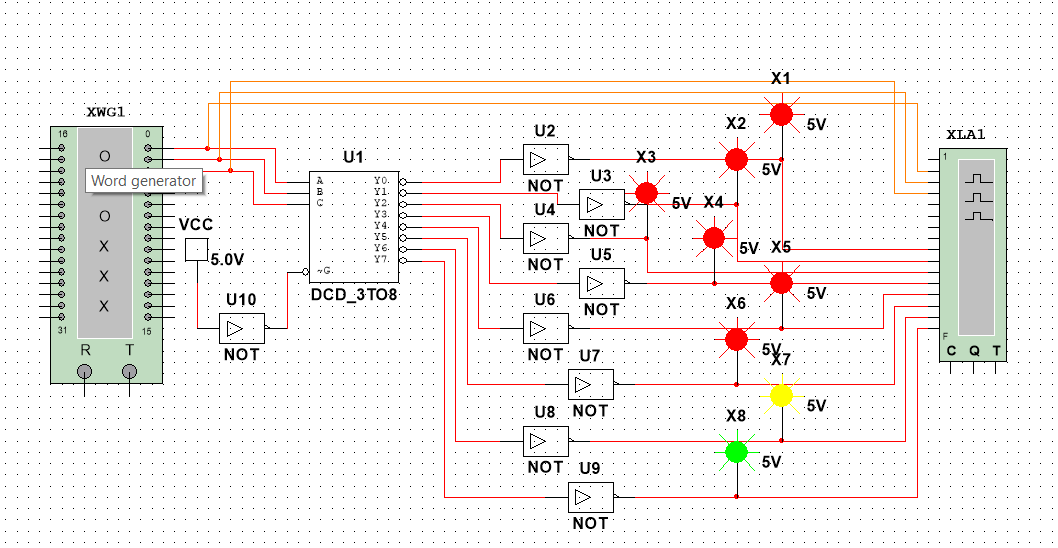 XWG1
16
0
O
Word generator
O
X
X
X
31
15
R
T
VCC
5.0V
U10
NOT
U1
A
B
C
~G
Y0
Y1
Y2
Y3
Y4
Y5
Y6
Y7
DCD_3TO8
U2
NOT
U3
NOT
U4
NOT
U5
NOT
U6
NOT
U7
NOT
U8
NOT
U9
NOT
X1
5V
X2
5V
X3
5V
X4
5V
X5
5V
X6
5V
X7
5V
X8
5V
XLA1
1
F
C Q T